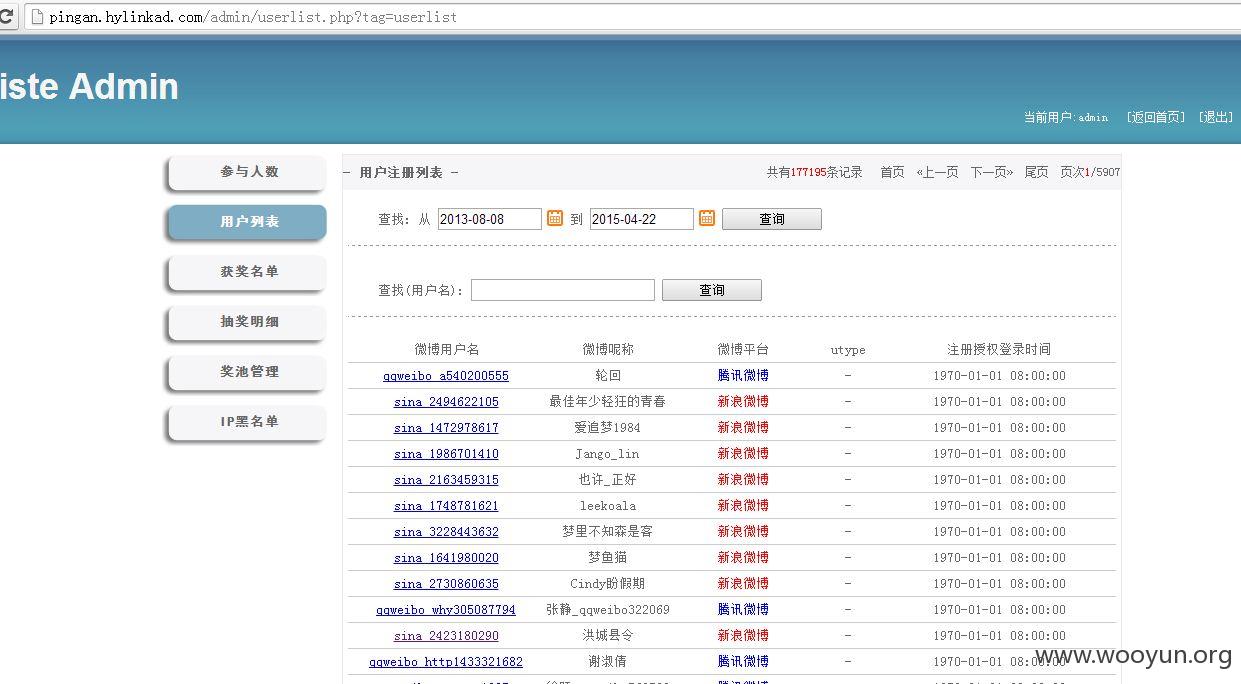 pingan.hylinkad.com/admin/userlist.php?tag=userlist
iste Admin
当前用户:admin [返回首页] [退出]
参与人数
用户列表
获奖名单
抽奖明细
奖池管理
IP黑名单
- 用户注册列表 - 共有177195条记录 首页 «上一页 下一页» 尾页 页次1/5907
查找: 从 2013-08-08 到 2015-04-22 查询
查找(用户名): 查询
微博用户名 微博昵称 微博平台 utype 注册授权登录时间
qqweibo_a540200555 轮回 腾讯微博 - 1970-01-01 08:00:00
sina_2494622105 最佳年少轻狂的青春 新浪微博 - 1970-01-01 08:00:00
sina_1472978617 爱追梦1984 新浪微博 - 1970-01-01 08:00:00
sina_1986701410 Jango_lin 新浪微博 - 1970-01-01 08:00:00
sina_2163459315 也许_正好 新浪微博 - 1970-01-01 08:00:00
sina_1748781621 leekoala 新浪微博 - 1970-01-01 08:00:00
sina_3228443632 梦里不知森是客 新浪微博 - 1970-01-01 08:00:00
sina_1641980020 梦鱼猫 新浪微博 - 1970-01-01 08:00:00
sina_2730860635 Cindy盼假期 新浪微博 - 1970-01-01 08:00:00
qqweibo_why305087794 张静_qqweibo322069 腾讯微博 - 1970-01-01 08:00:00
sina_2423180290 洪城县令 新浪微博 - 1970-01-01 08:00:00
qqweibo_http1433321682 谢淑倩 腾讯微博 - 1970-01-01 08:00:00
www.wooyun.org